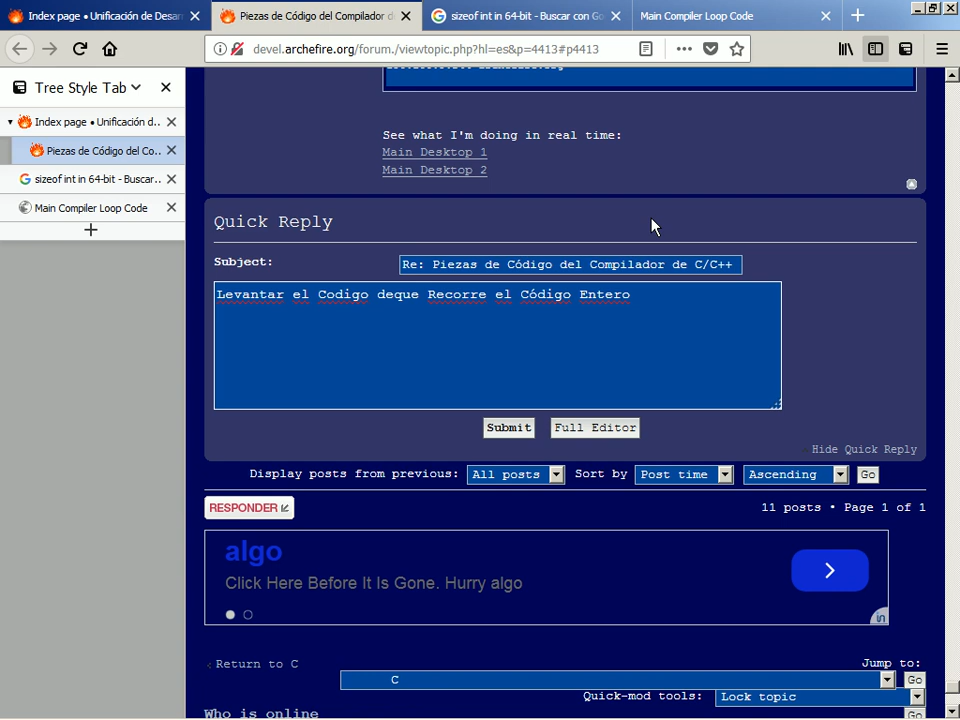 Index page • Unificación de Desar
Piezas de Código del Compilador d
sizeof int in 64-bit - Buscar con Go
Main Compiler Loop Code
devel.archefire.org/forum./viewtopic.php?hl=es&p=4413#p4413
Tree Style Tab
Index page • Unificación d..
Piezas de Código del Co..
sizeof int in 64-bit - Buscar..
Main Compiler Loop Code
See what I'm doing in real time:
Main Desktop 1
Main Desktop 2
Quick Reply
Subject:
Re: Piezas de Código del Compilador de C/C++
Levantar el Codigo deque Recorre el Código Entero
Submit
Full Editor
Hide Quick Reply
Display posts from previous: All posts Sort by Post time Ascending Go
RESPONDER
11 posts • Page 1 of 1
algo
Click Here Before It Is Gone. Hurry algo
Return to C
Jump to:
C Go
Quick-mod tools: Lock topic
Go
Who is online